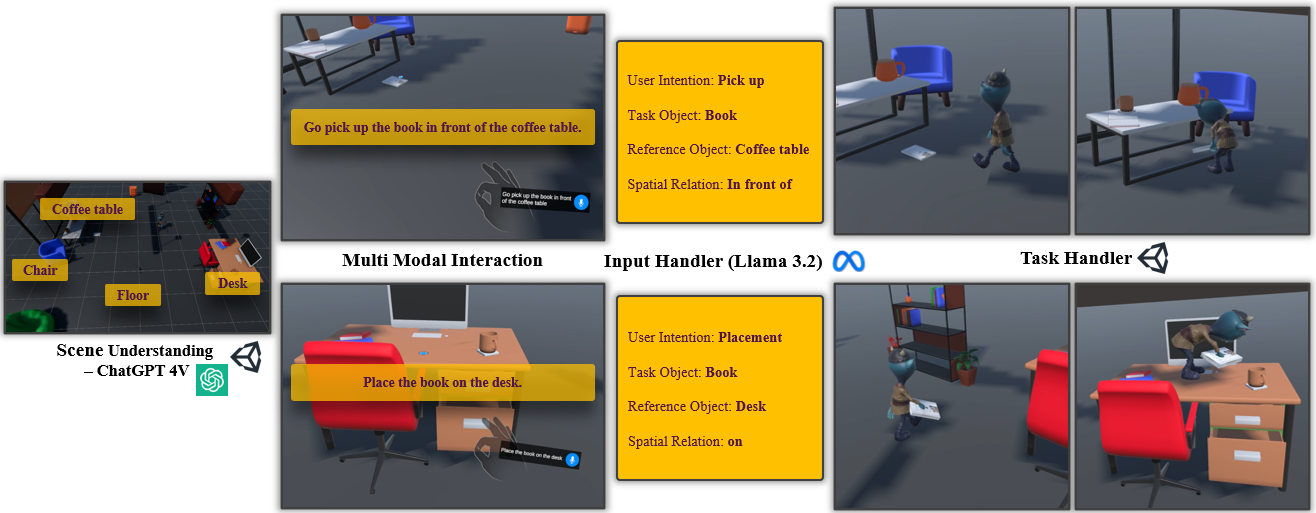 Coffee table
Chair
Floor
Desk
Scene Understanding
– ChatGPT 4V
Go pick up the book in front of the coffee table.
Go pick up the book in front
of the coffee table
Multi Modal Interaction
Place the book on the desk.
Place the book on the desk
User Intention: Pick up
Task Object: Book
Reference Object: Coffee table
Spatial Relation: In front of
Input Handler (Llama 3.2)
User Intention: Placement
Task Object: Book
Reference Object: Desk
Spatial Relation: on
Task Handler